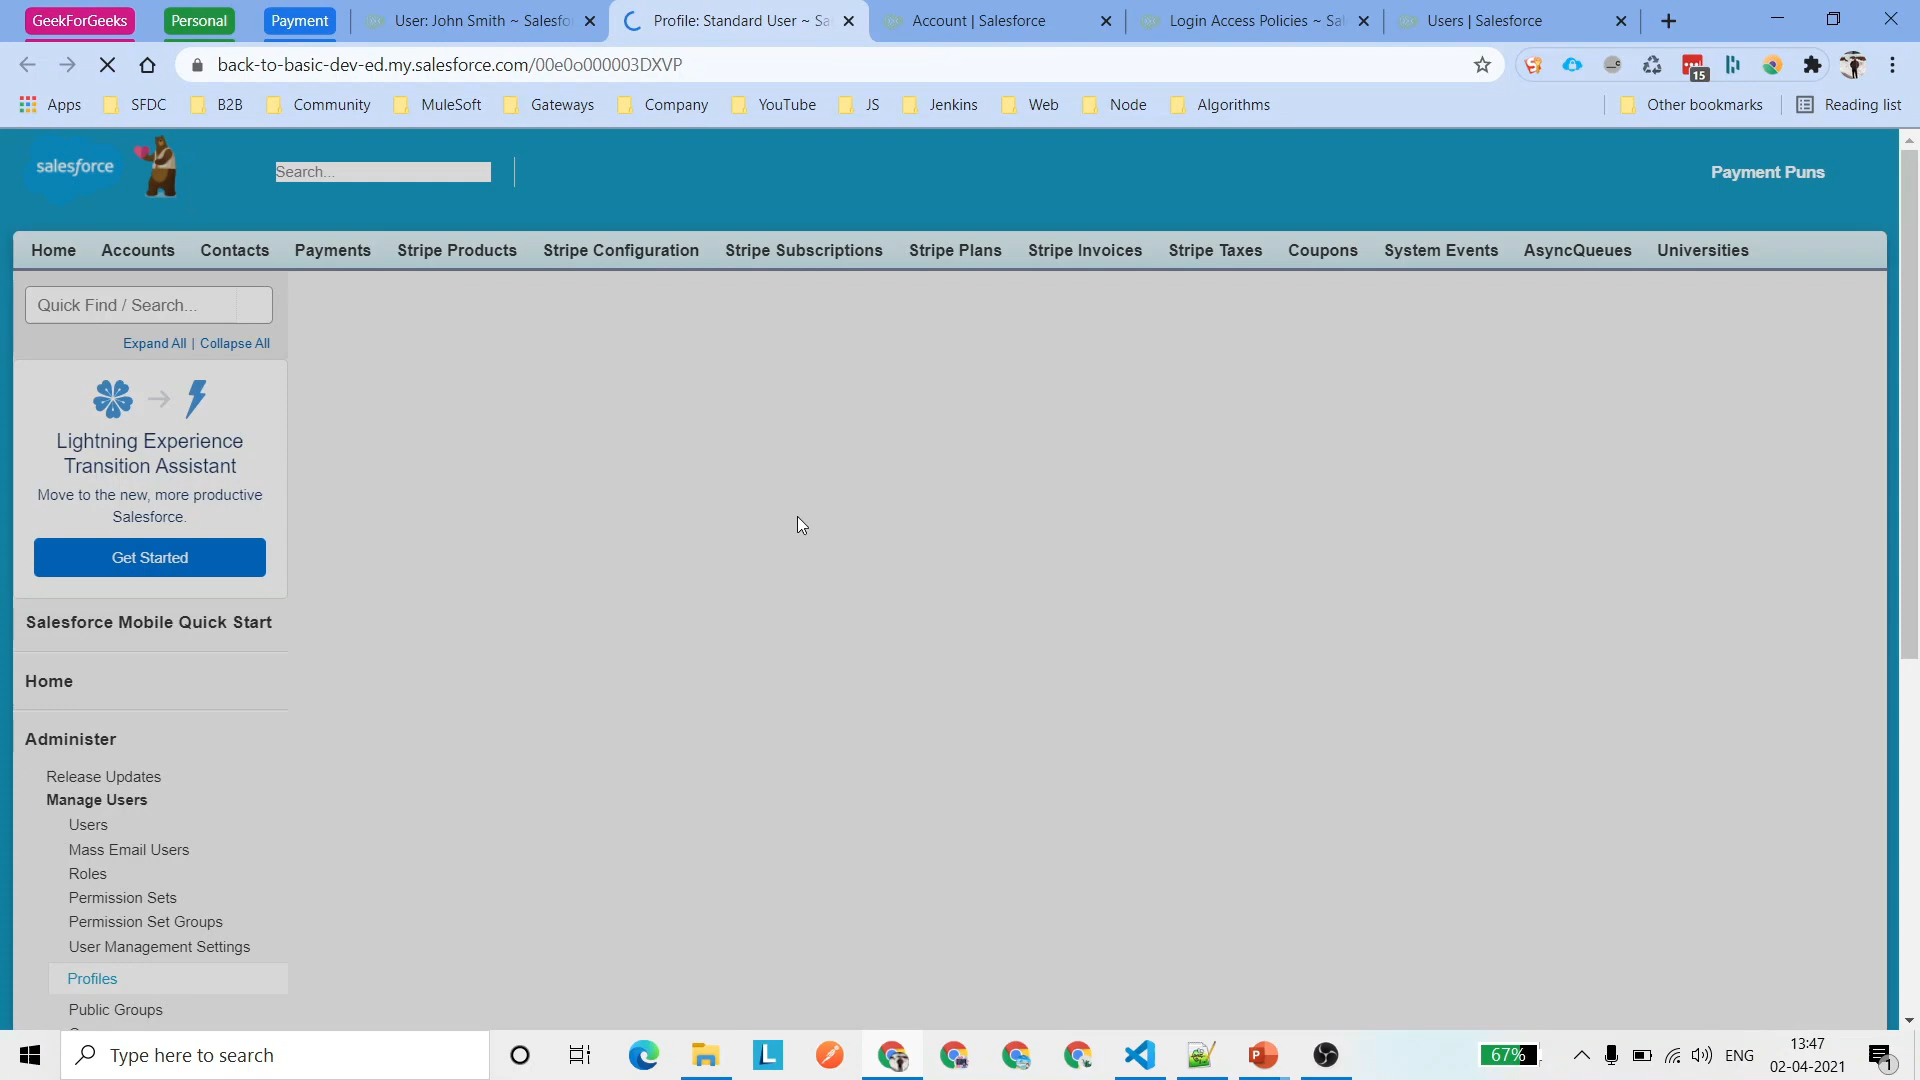 GeekForGeeks Personal Payment User: John Smith ~ Salesfo Profile: Standard User ~ Sa Account | Salesforce Login Access Policies ~ Sal Users | Salesforce
back-to-basic-dev-ed.my.salesforce.com/00e0o000003DXVP
15
Apps SFDC B2B Community MuleSoft Gateways Company YouTube JS Jenkins Web Node Algorithms Other bookmarks Reading list
salesforce Search... Payment Puns
Home Accounts Contacts Payments Stripe Products Stripe Configuration Stripe Subscriptions Stripe Plans Stripe Invoices Stripe Taxes Coupons System Events AsyncQueues Universities
Quick Find / Search...
Expand All | Collapse All
Lightning Experience
Transition Assistant
Move to the new, more productive
Salesforce.
Get Started
Salesforce Mobile Quick Start
Home
Administer
Release Updates
Manage Users
Users
Mass Email Users
Roles
Permission Sets
Permission Set Groups
User Management Settings
Profiles
Public Groups
Type here to search 67% ENG 13:47
02-04-2021 1